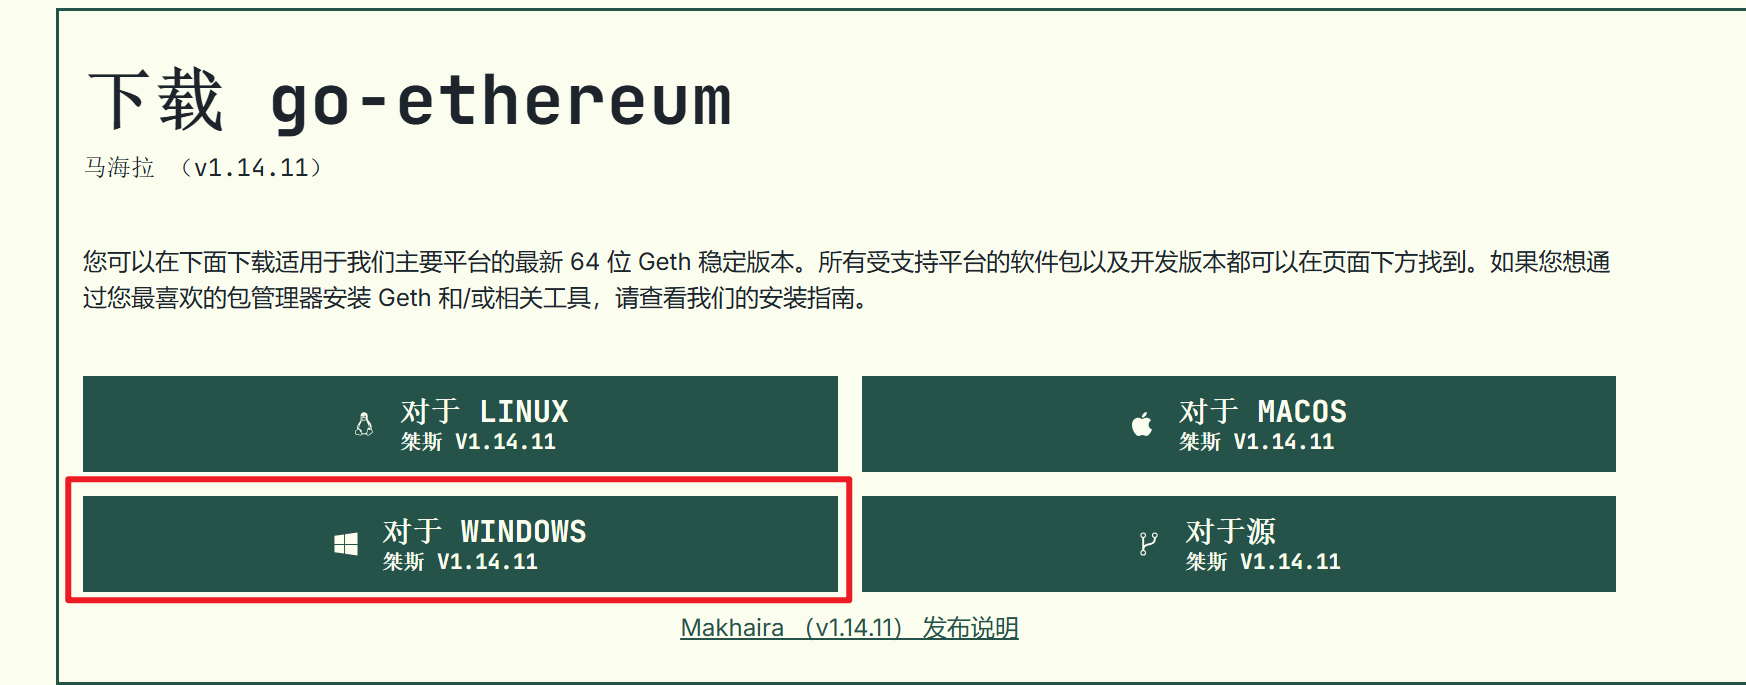 下载 go-ethereum
马海拉 （v1.14.11）
您可以在下面下载适用于我们主要平台的最新 64 位 Geth 稳定版本。所有受支持平台的软件包以及开发版本都可以在页面下方找到。如果您想通
过您最喜欢的包管理器安装 Geth 和/或相关工具，请查看我们的安装指南。
对于 LINUX
桀斯 V1.14.11
对于 MACOS
桀斯 V1.14.11
对于 WINDOWS
桀斯 V1.14.11
对于源
桀斯 V1.14.11
Makhaira （v1.14.11） 发布说明